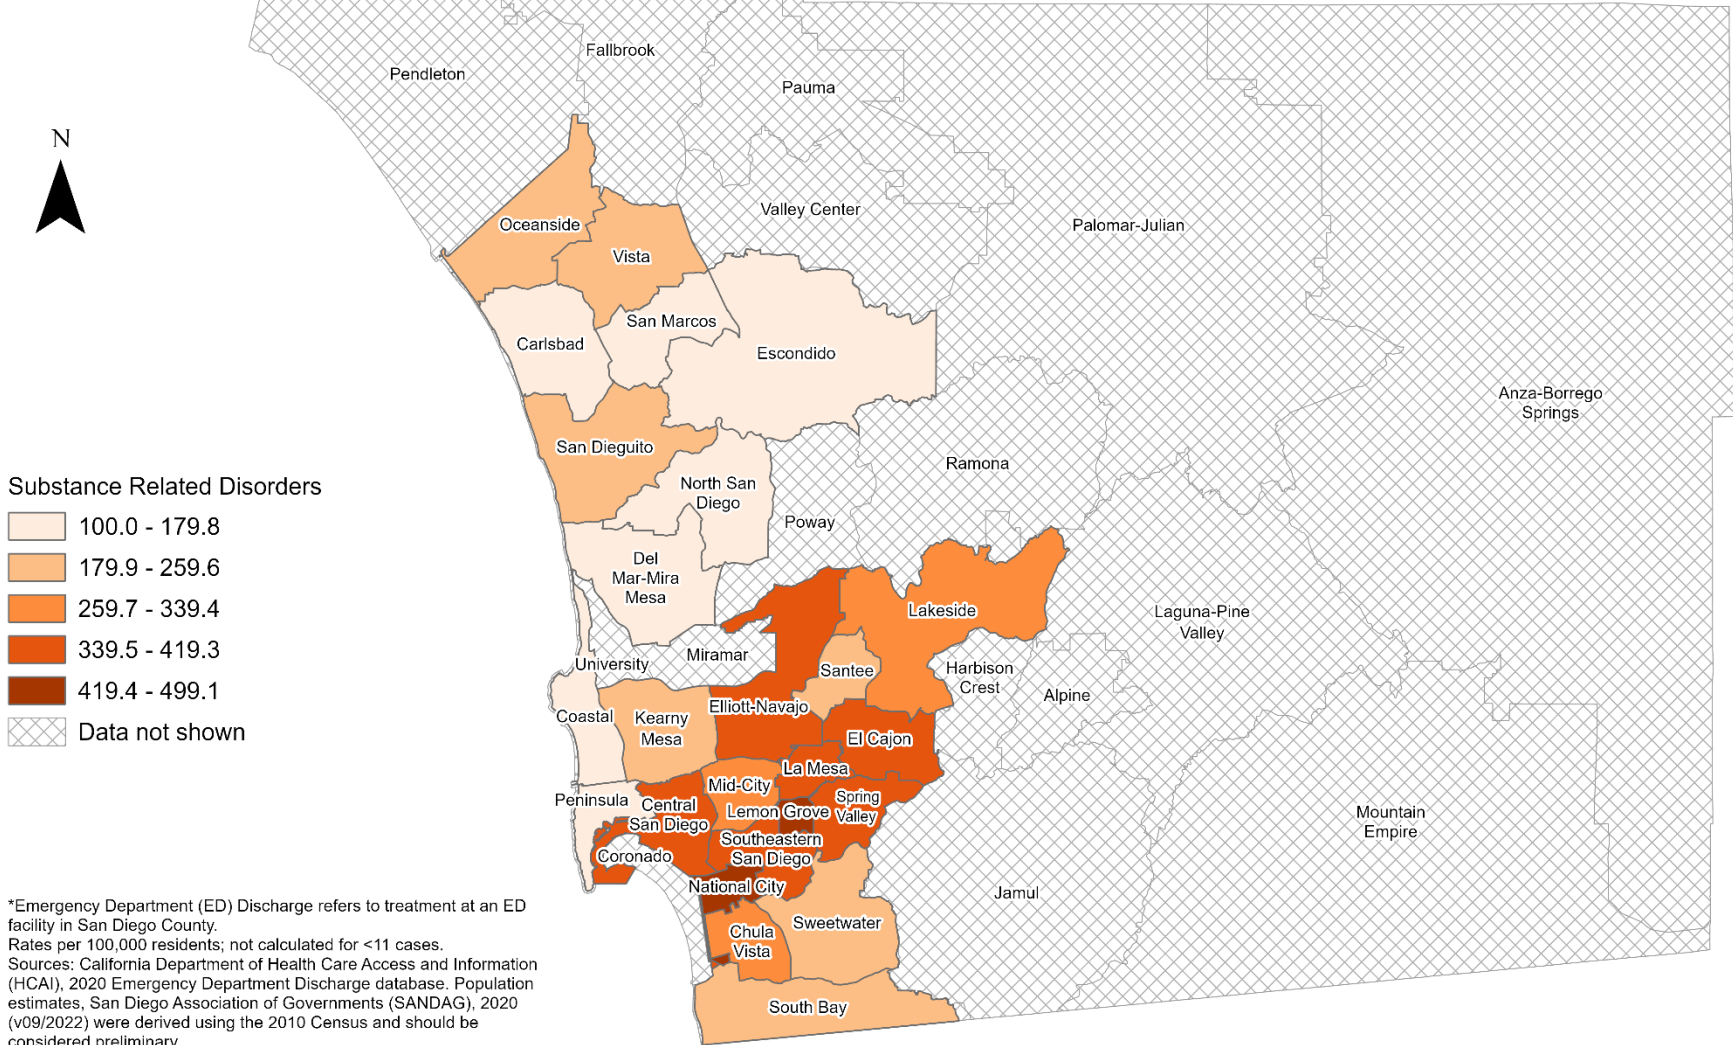 Fallbrook
Pendleton
Pauma
N
Valley Center
Oceanside
Palomar-Julian
Vista
San Marcos
Carlsbad
Escondido
Anza-Borrego
Springs
San Dieguito
Ramona
North San
Diego
Poway
Del
Mar-Mira
Mesa
Lakeside
Laguna-Pine
Valley
Miramar
University
Santee
Harbison
Crest
Alpine
Elliott-Navajo
Coastal
Kearny
Mesa
El Cajon
La Mesa
Mid-City
Peninsula
Central
San Diego
Spring
Valley
Lemon Grove
Mountain
Empire
Southeastern
San Diego
Coronado
National City
Jamul
Sweetwater
Chula
Vista
South Bay
Substance Related Disorders
100.0 - 179.8
179.9 - 259.6
259.7 - 339.4
339.5 - 419.3
419.4 - 499.1
Data not shown
*Emergency Department (ED) Discharge refers to treatment at an ED
facility in San Diego County.
Rates per 100,000 residents; not calculated for <11 cases.
Sources: California Department of Health Care Access and Information
(HCAI), 2020 Emergency Department Discharge database. Population
estimates, San Diego Association of Governments (SANDAG), 2020
(v09/2022) were derived using the 2010 Census and should be
considered preliminary